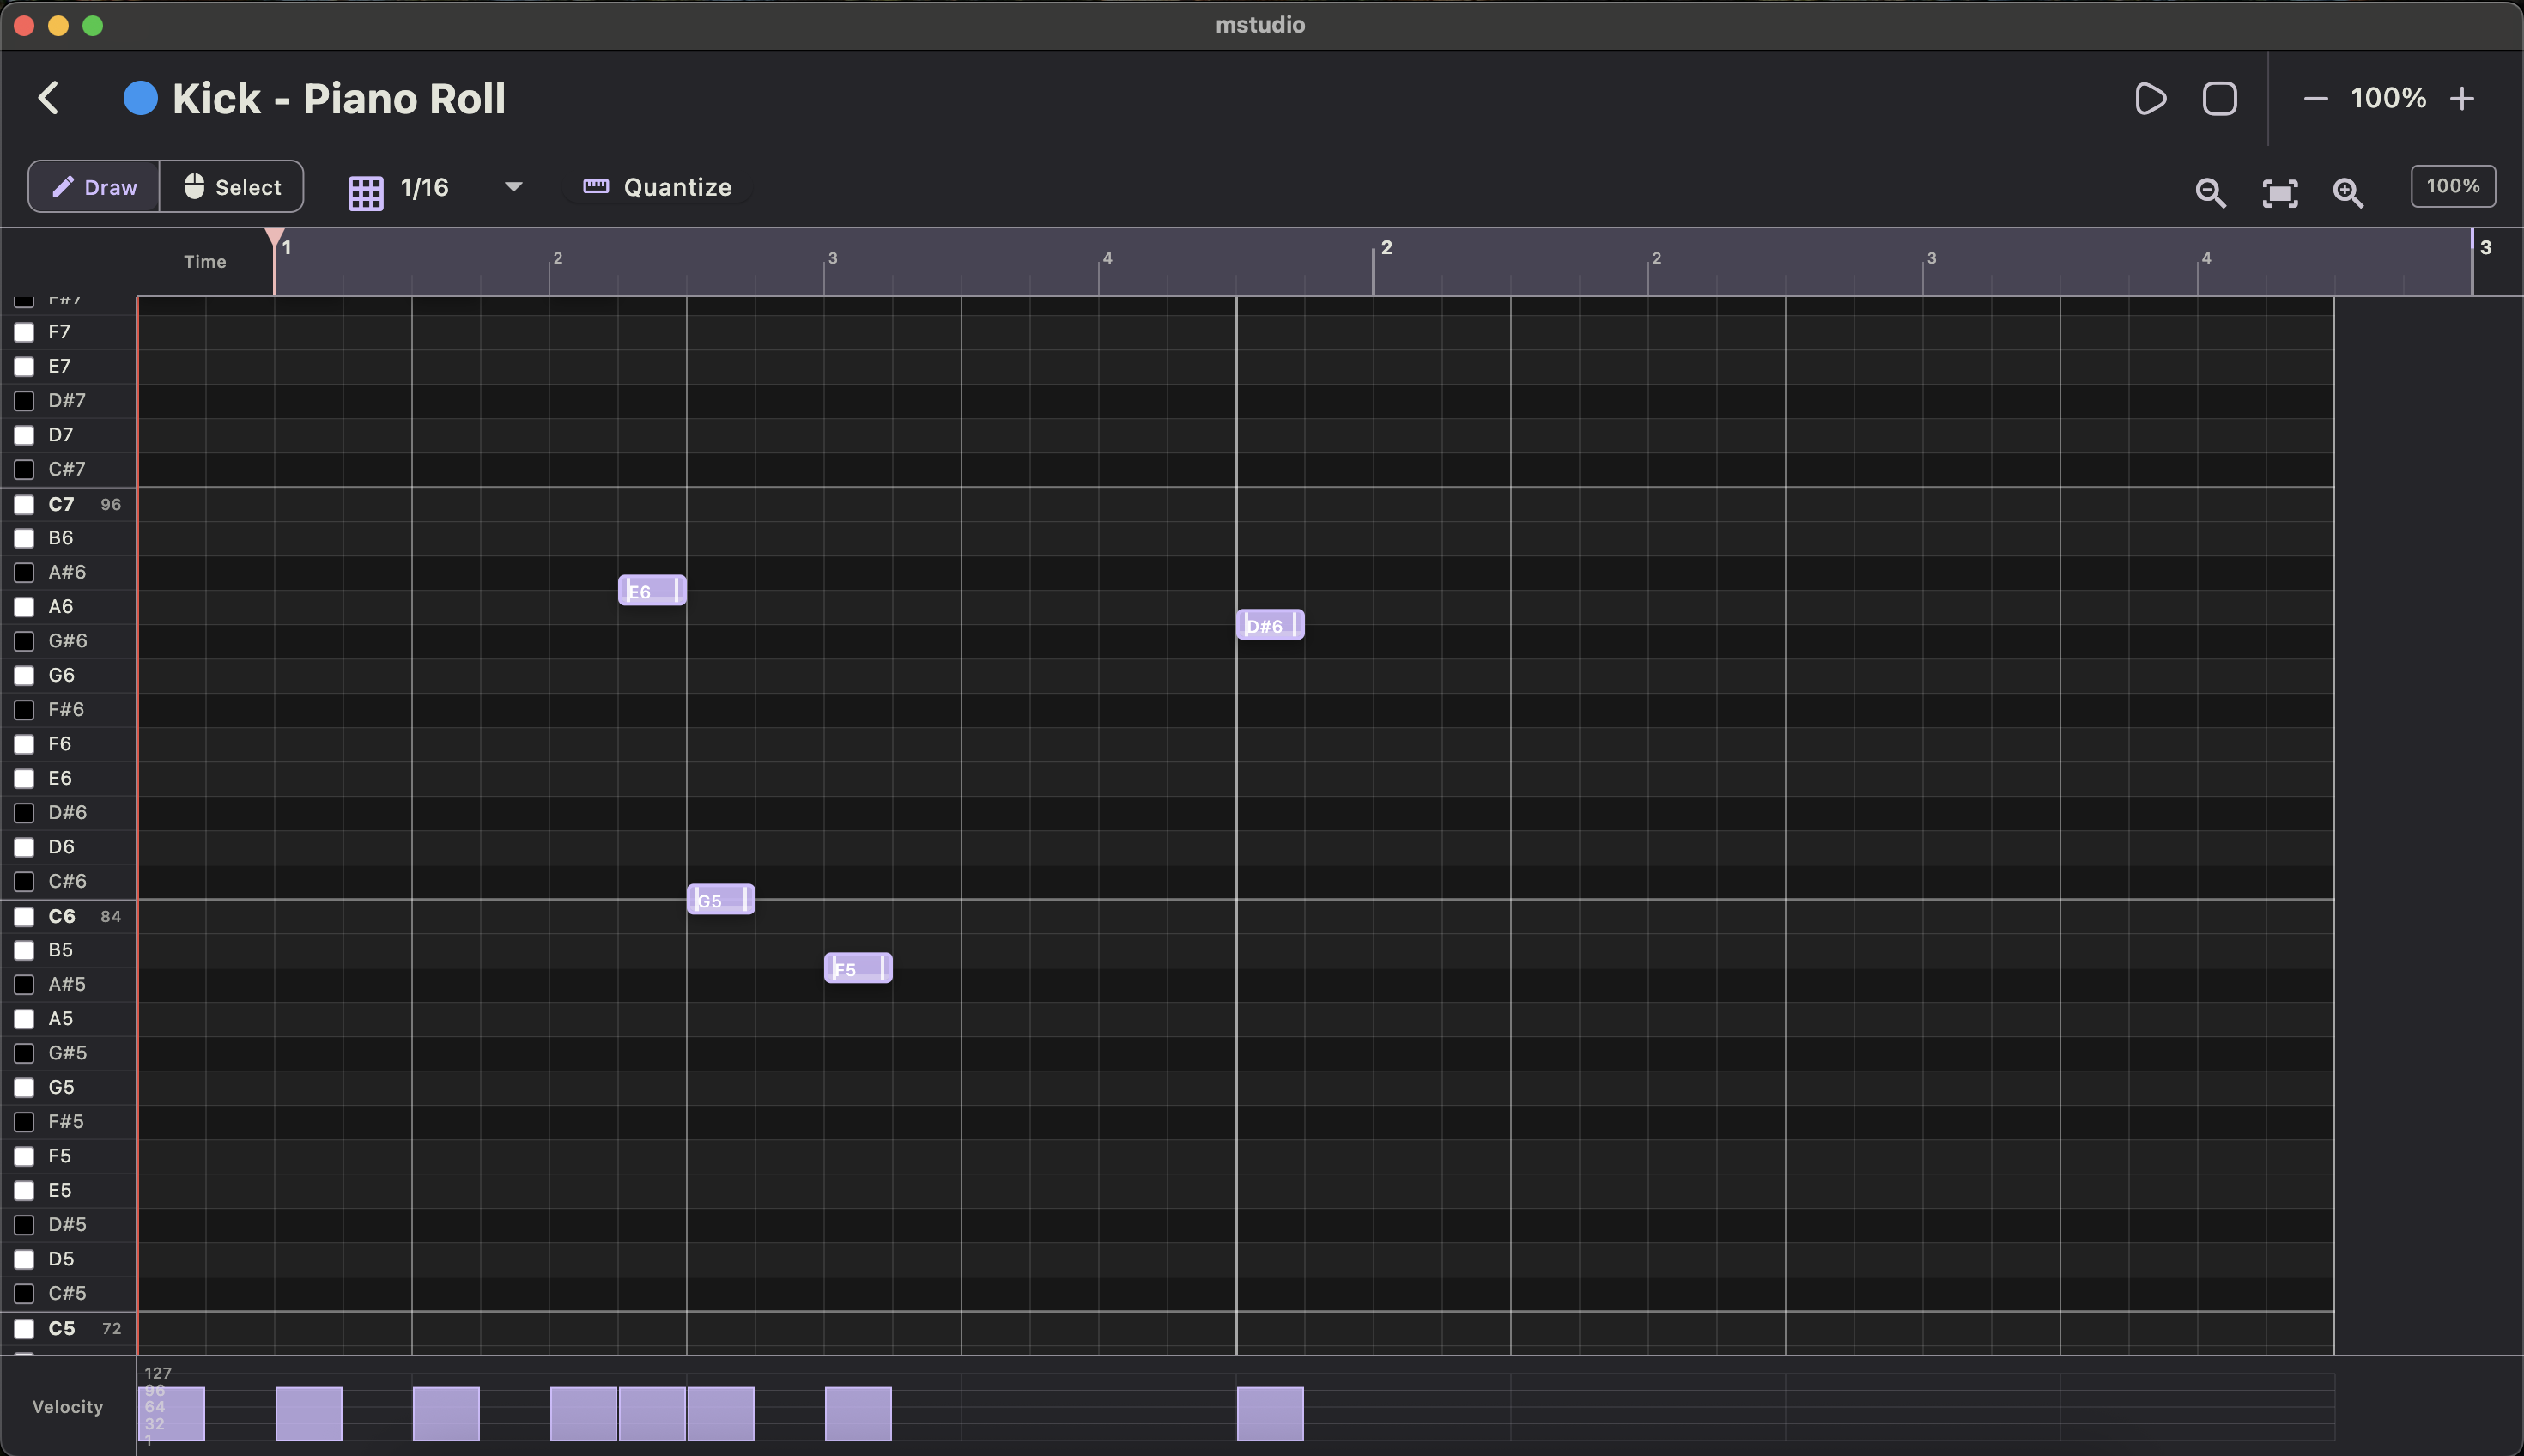 mstudio
Kick - Piano Roll
100%
Draw
Select
1/16
Quantize
100%
Time
1
2
3
4
2
2
3
4
3
F#7
F7
E7
D#7
D7
C#7
C7 96
B6
A#6
E6
A6
D#6
G#6
G6
F#6
F6
E6
D#6
D6
C#6
G5
C6 84
B5
F5
A#5
A5
G#5
G5
F#5
F5
E5
D#5
D5
C#5
C5 72
127
96
Velocity
64
32
1